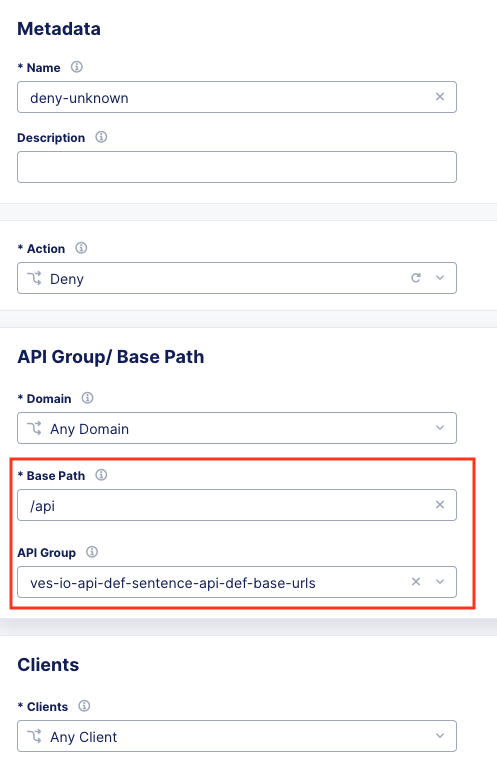 Metadata
* Name
deny-unknown
Description
* Action
Deny
API Group/ Base Path
* Domain
Any Domain
* Base Path
/api
API Group
ves-io-api-def-sentence-api-def-base-urls
Clients
* Clients
Any Client